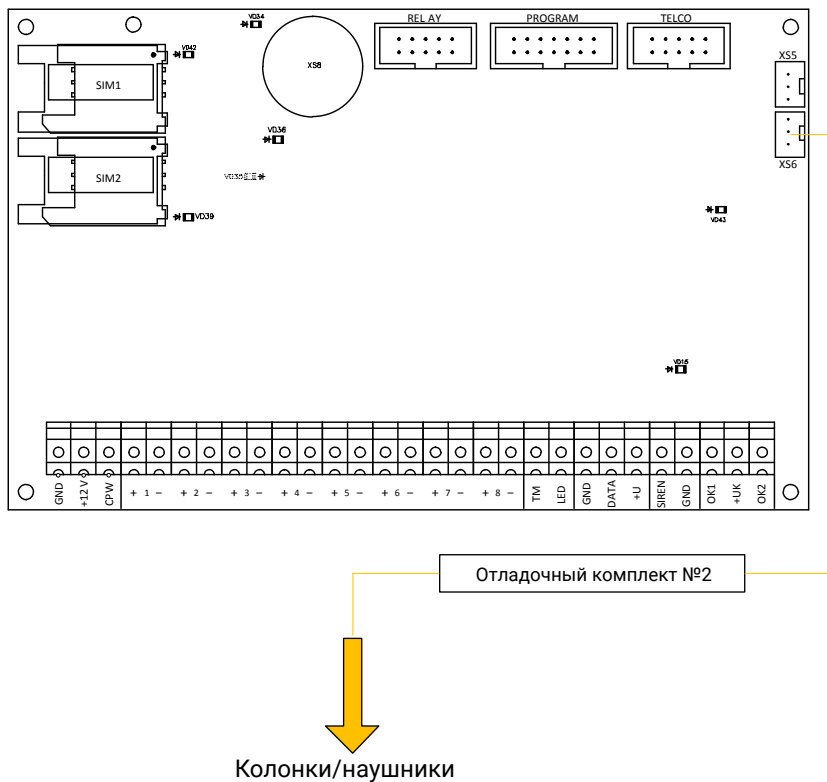 VD34
REL AY
PROGRAM
TELCO
VD42
XS8
XS5
SIM1
VD36
SIM2
XS6
VD39
VD43
VD15
GND
+12 V
CPW
+ 1 –
+ 2 –
+ 3 –
+ 4 –
+ 5 –
+ 6 –
+ 7 –
+ 8 –
TM
LED
GND
DATA
+U
SIREN
GND
OK1
+UK
OK2
Отладочный комплект №2
Колонки/наушники